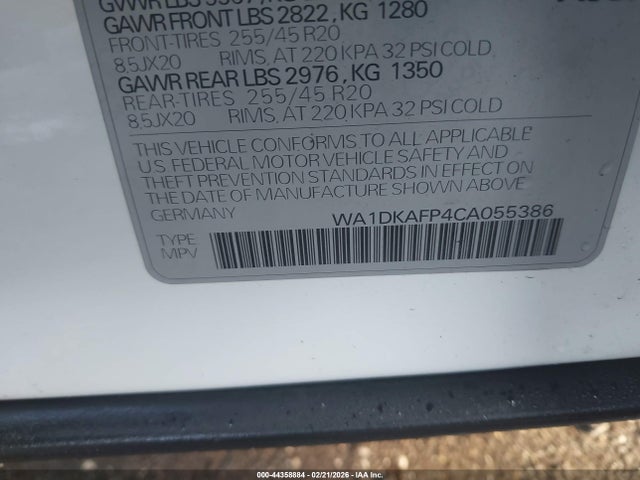 GAWR FRONT LBS 2822, KG 1280
FRONT-TIRES 255/45 R20
8,5JX20 RIMS, AT 220 KPA 32 PSI COLD
GAWR REAR LBS 2976, KG 1350
REAR-TIRES 255/45 R20
8,5JX20 RIMS, AT 220 KPA 32 PSI COLD
THIS VEHICLE CONFORMS TO ALL APPLICABLE
U.S. FEDERAL MOTOR VEHICLE SAFETY AND
THEFT PREVENTION STANDARDS IN EFFECT ON
THE DATE OF MANUFACTURE SHOWN ABOVE.
GERMANY WA1DKAFP4CA055386
TYPE:
MPV
000-44358884 - 02/21/2026 - IAA Inc.